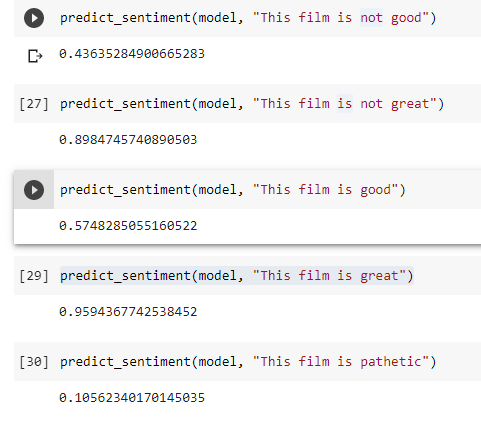 predict_sentiment(model, "This film is not good")
0.43635284900665283
[27] predict_sentiment(model, "This film is not great")
0.8984745740890503
predict_sentiment(model, "This film is good")
0.5748285055160522
[29] predict_sentiment(model, "This film is great")
0.9594367742538452
[30] predict_sentiment(model, "This film is pathetic")
0.10562340170145035